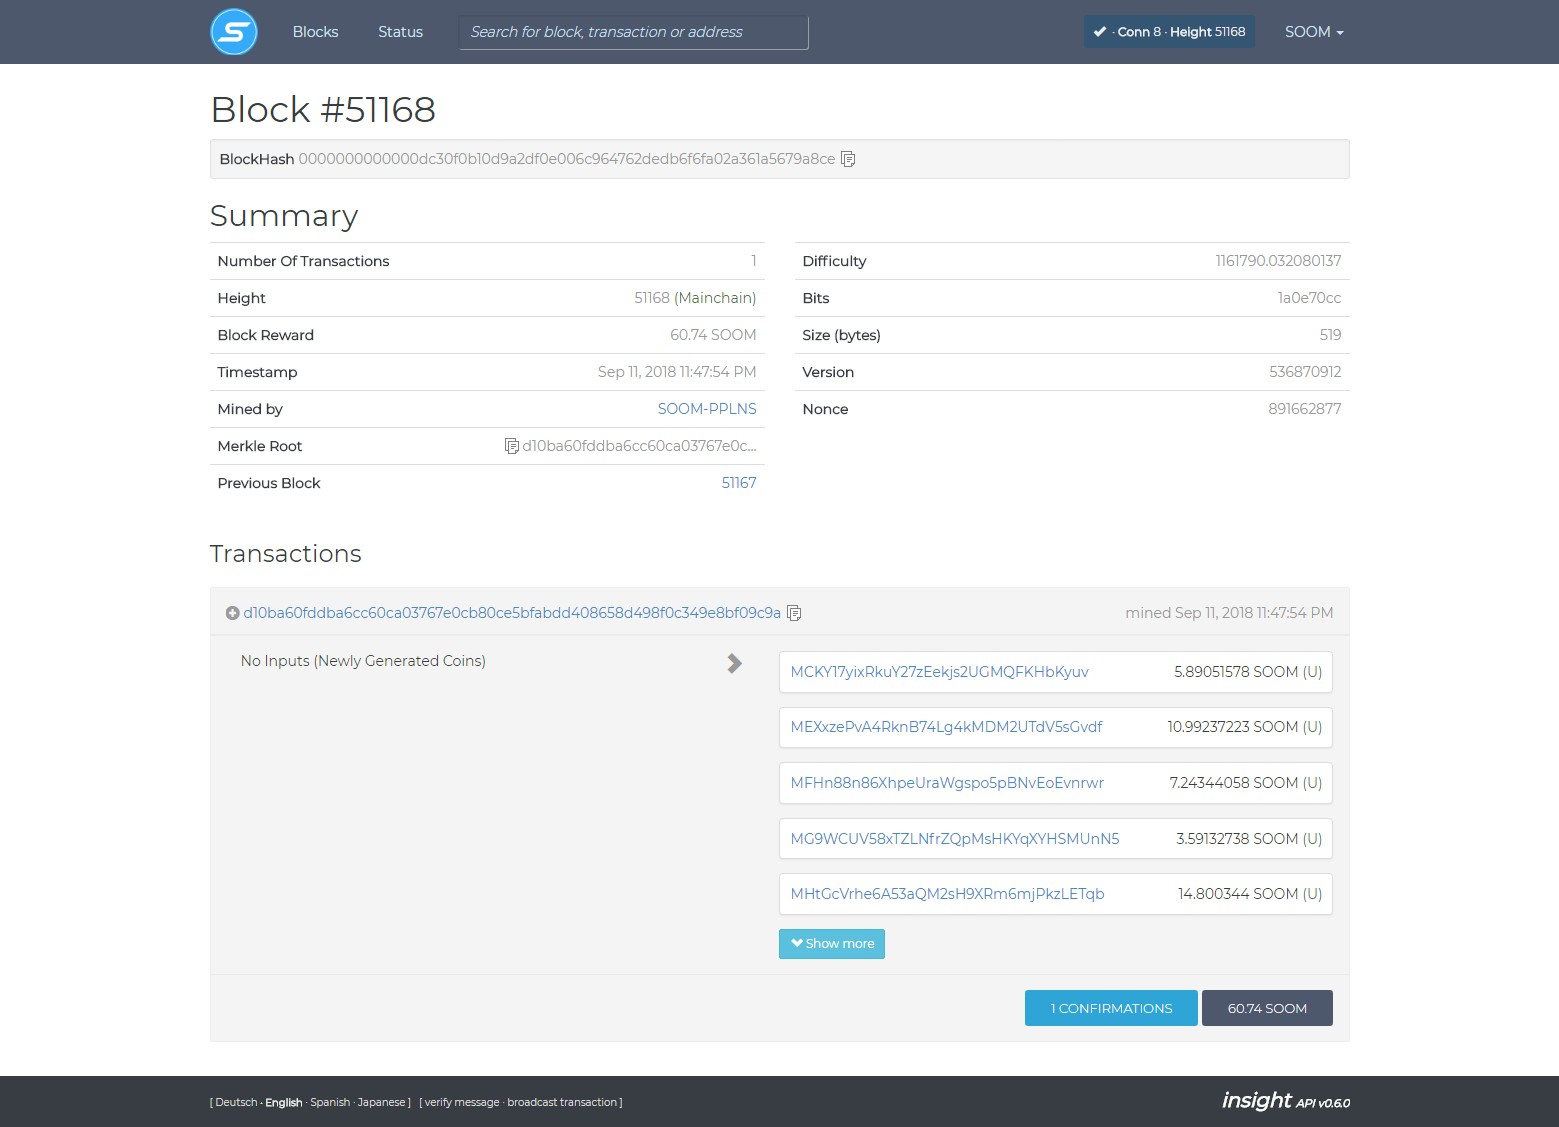 S Blocks Status Search for block, transaction or address · Conn 8 · Height 51168 SOOM
Block #51168
BlockHash 0000000000000dc30f0b10d9a2df0e006c964762dedb6f6fa02a361a5679a8ce
Summary
Number Of Transactions 1
Height 51168 (Mainchain)
Block Reward 60.74 SOOM
Timestamp Sep 11, 2018 11:47:54 PM
Mined by SOOM-PPLNS
Merkle Root d10ba60fddba6cc60ca03767e0c...
Previous Block 51167
Difficulty 1161790.032080137
Bits 1a0e70cc
Size (bytes) 519
Version 536870912
Nonce 891662877
Transactions
d10ba60fddba6cc60ca03767e0cb80ce5bfabdd408658d498f0c349e8bf09c9a mined Sep 11, 2018 11:47:54 PM
No Inputs (Newly Generated Coins)
MCKY17yixRkuY27zEekjs2UGMQFKHbKyuv 5.89051578 SOOM (U)
MEXxzePvA4RknB74Lg4kMDM2UTdV5sGvdf 10.99237223 SOOM (U)
MFHn88n86XhpeUraWgspo5pBNvEoEvnrwr 7.24344058 SOOM (U)
MG9WCUV58xTZLNfrZQpMsHKYqXYHSMUnN5 3.59132738 SOOM (U)
MHtGcVrhe6A53aQM2sH9XRm6mjPkzLETqb 14.800344 SOOM (U)
Show more
1 CONFIRMATIONS 60.74 SOOM
[ Deutsch · English · Spanish · Japanese ] [ verify message · broadcast transaction ] insight API v0.6.0